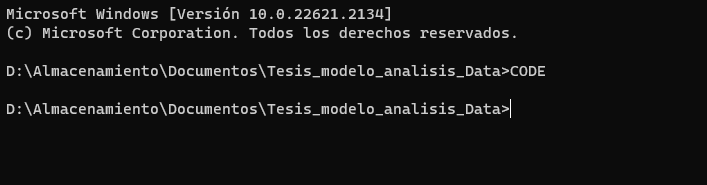 Microsoft Windows [Versión 10.0.22621.2134]
(c) Microsoft Corporation. Todos los derechos reservados.
D:\Almacenamiento\Documentos\Tesis_modelo_analisis_Data>CODE
D:\Almacenamiento\Documentos\Tesis_modelo_analisis_Data>